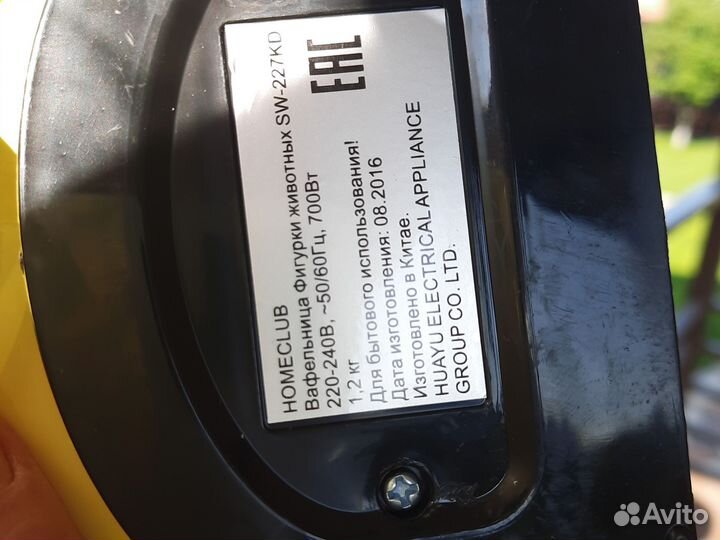 HOMECLUB
Вафельница Фигурки животных SW-227KD
220-240В, ~50/60Гц, 700Вт
1,2 кг
Для бытового использования!
Дата изготовления: 08.2016
Изготовлено в Китае.
HUAYU ELECTRICAL APPLIANCE
GROUP CO. LTD.
EAC
Avito